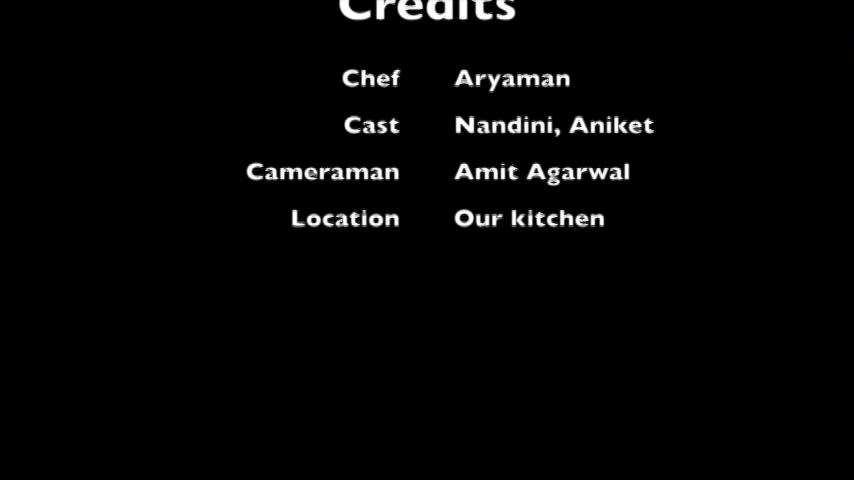 Credits
Chef Aryaman
Cast Nandini, Aniket
Cameraman Amit Agarwal
Location Our kitchen